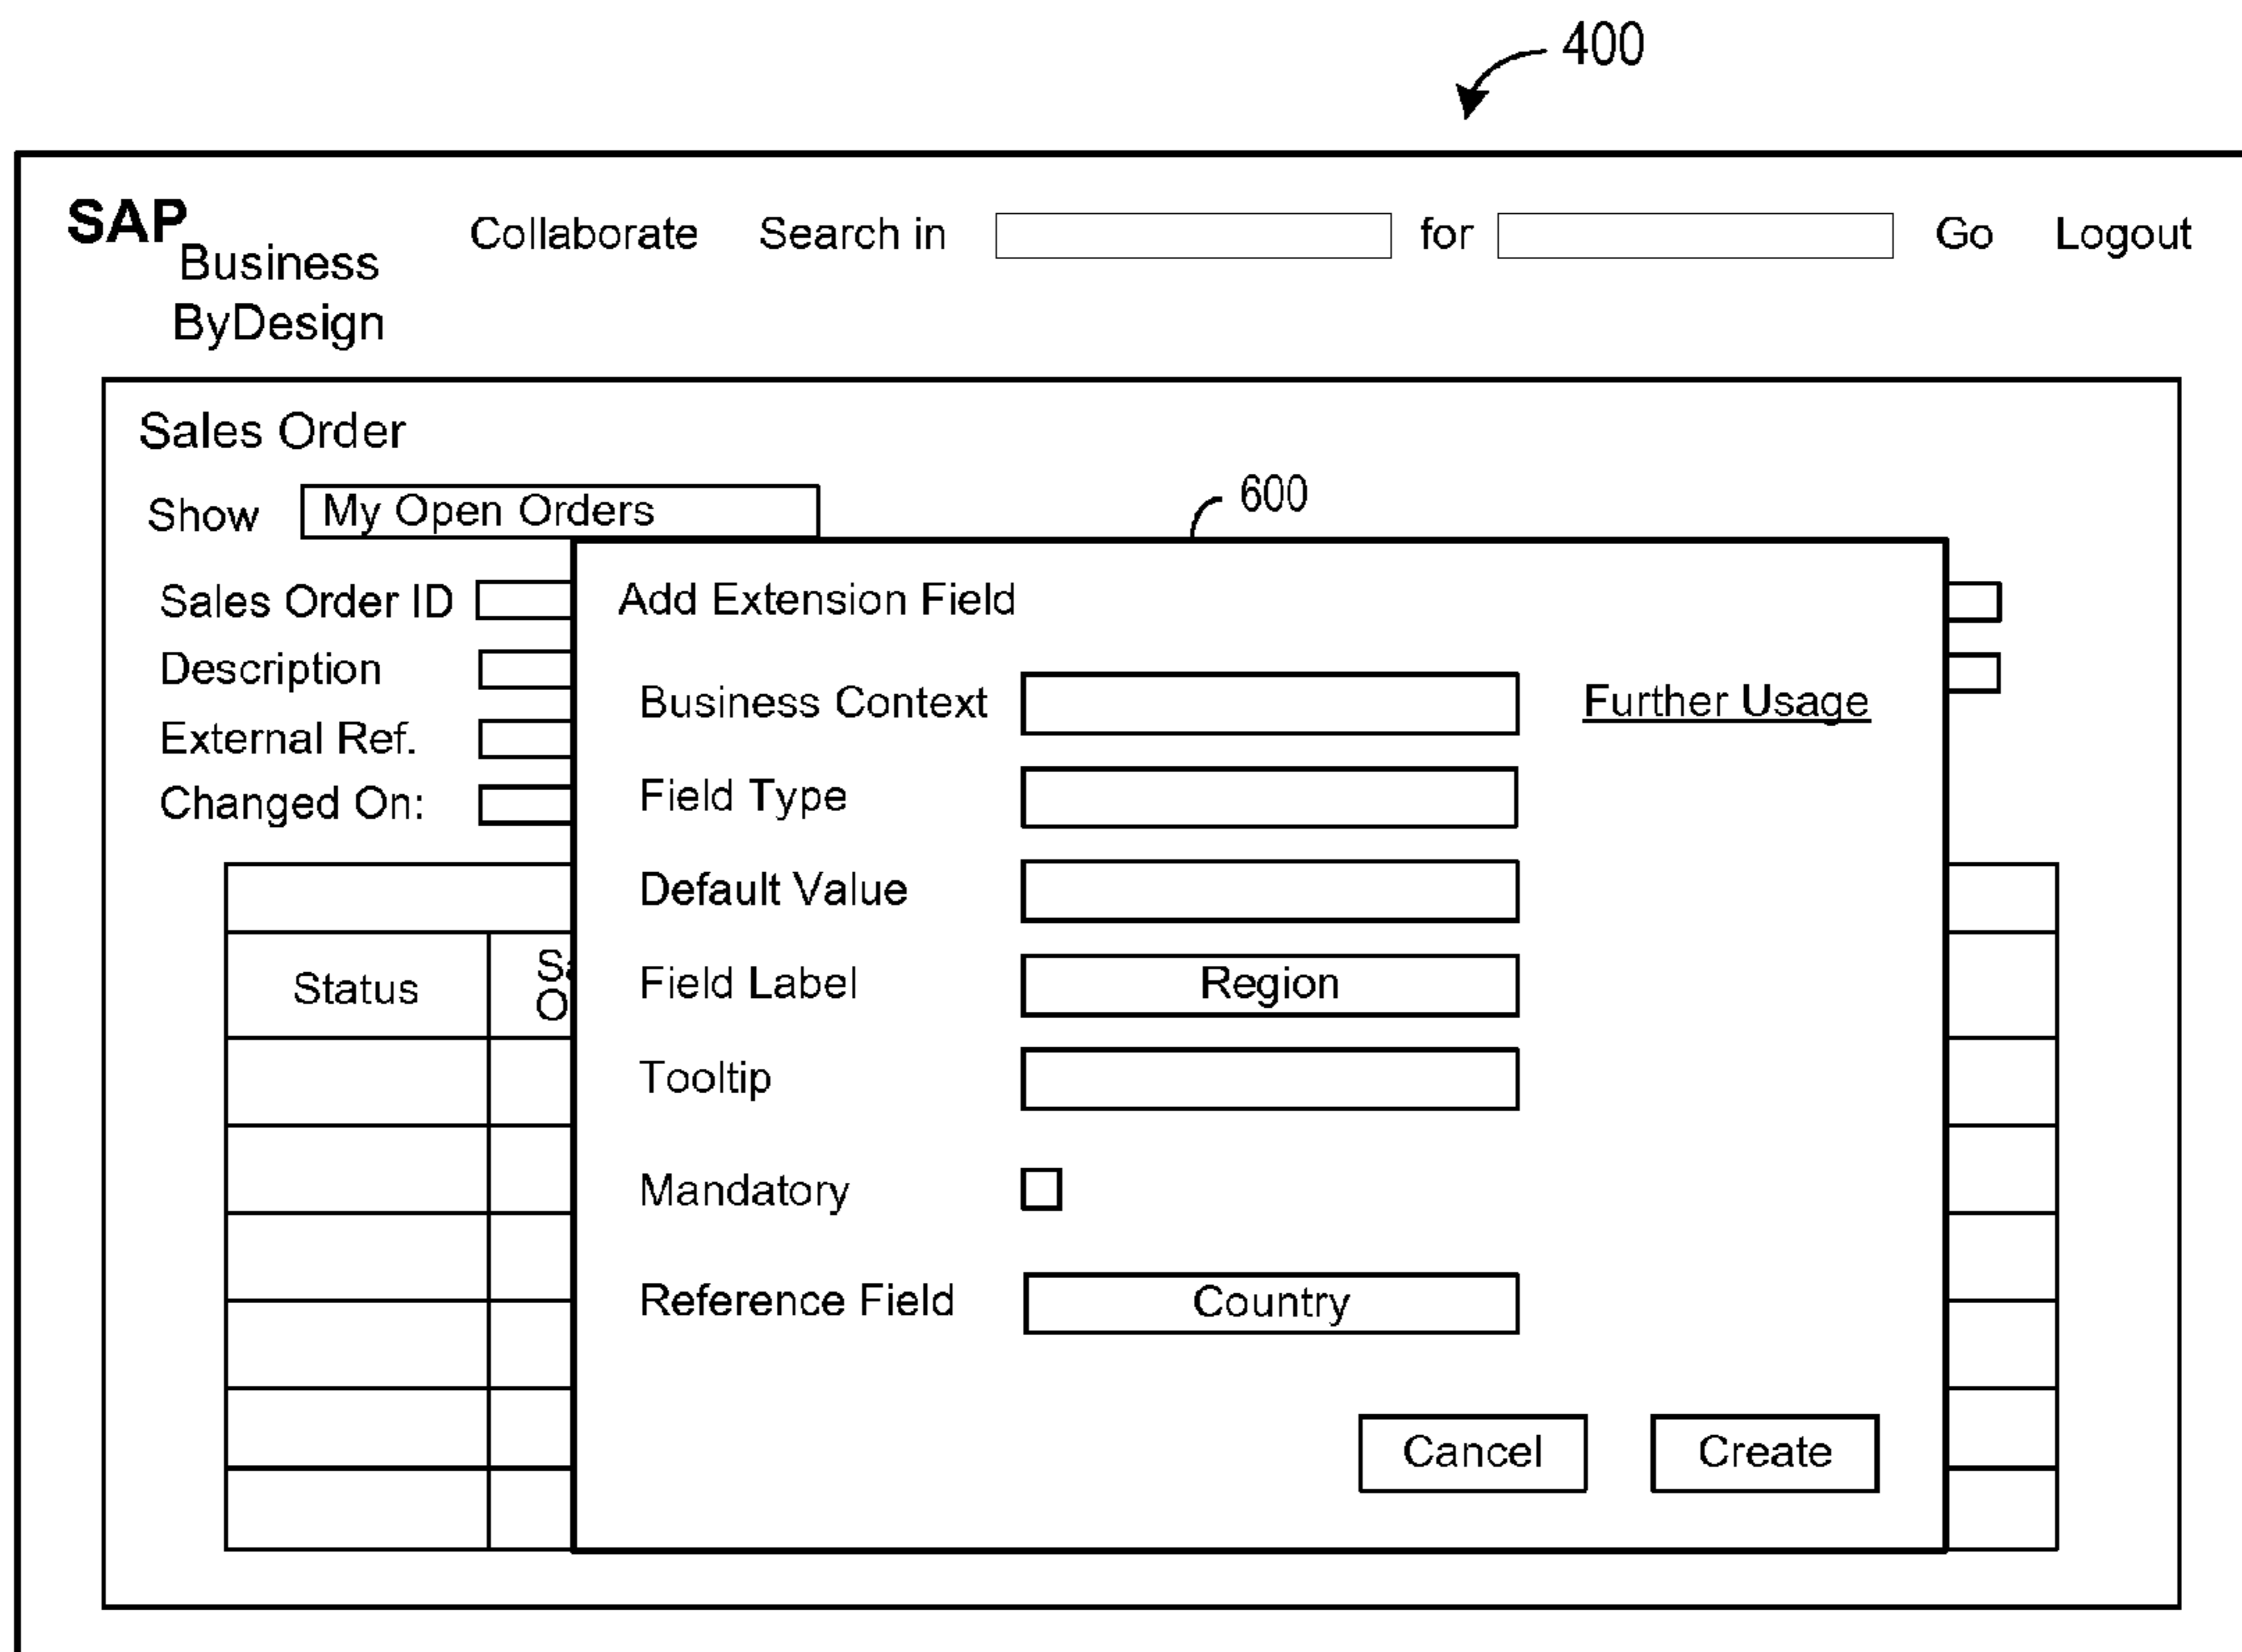 400
SAP
Business
ByDesign
Collaborate Search in for Go Logout
Sales Order
Show My Open Orders
600
Sales Order ID
Description
External Ref.
Changed On:
Status
Add Extension Field
Business Context Further Usage
Field Type
Default Value
Field Label Region
Tooltip
Mandatory
Reference Field Country
Cancel Create